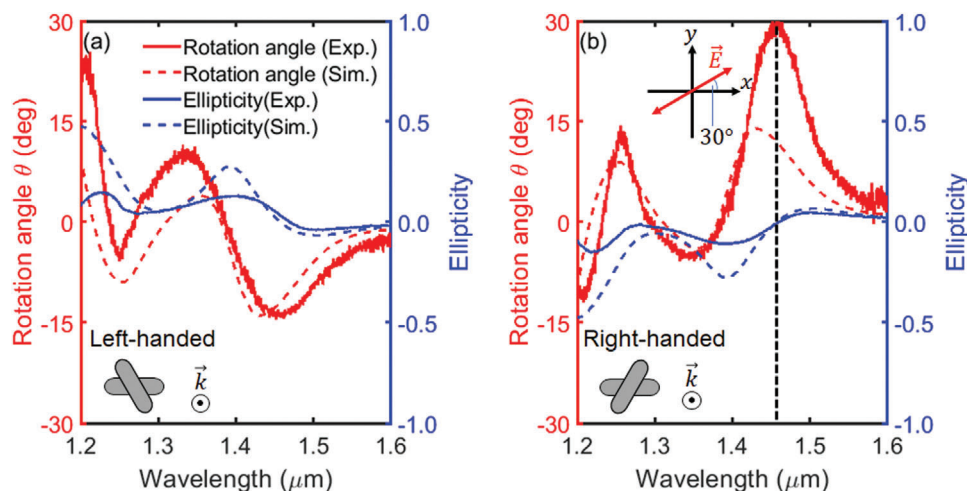 (a)
Rotation angle (Exp.)
Rotation angle (Sim.)
Ellipticity(Exp.)
Ellipticity(Sim.)
30
15
0
-15
-30
Rotation angle θ (deg)
1.0
0.5
0.0
-0.5
-1.0
Ellipticity
Left-handed
k⃗
1.2 1.3 1.4 1.5 1.6
Wavelength (μm)
(b)
y
E⃗
x
30°
30
15
0
-15
-30
Rotation angle θ (deg)
1.0
0.5
0.0
-0.5
-1.0
Ellipticity
Right-handed
k⃗
1.2 1.3 1.4 1.5 1.6
Wavelength (μm)